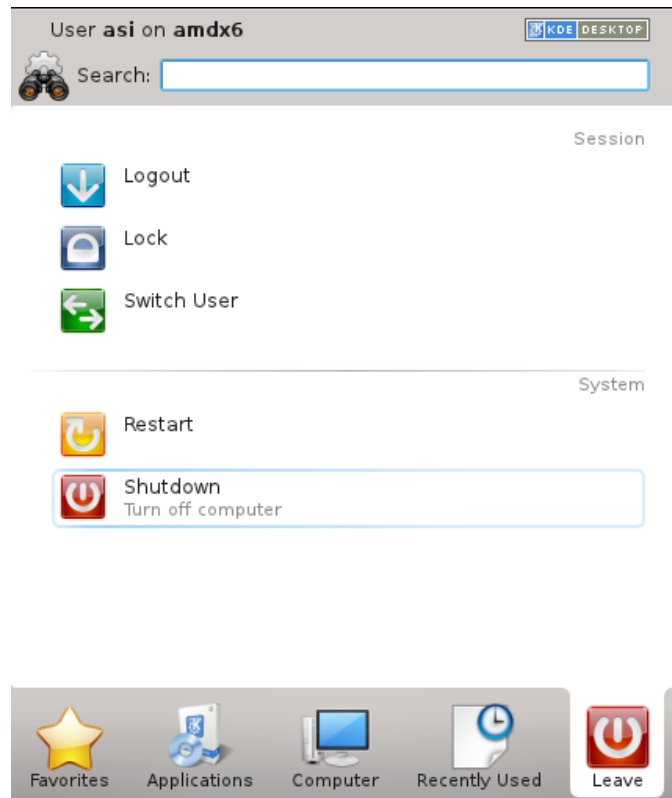 User asi on amdx6
KDE DESKTOP
Search:
Session
Logout
Lock
Switch User
System
Restart
Shutdown
Turn off computer
Favorites Applications Computer Recently Used Leave